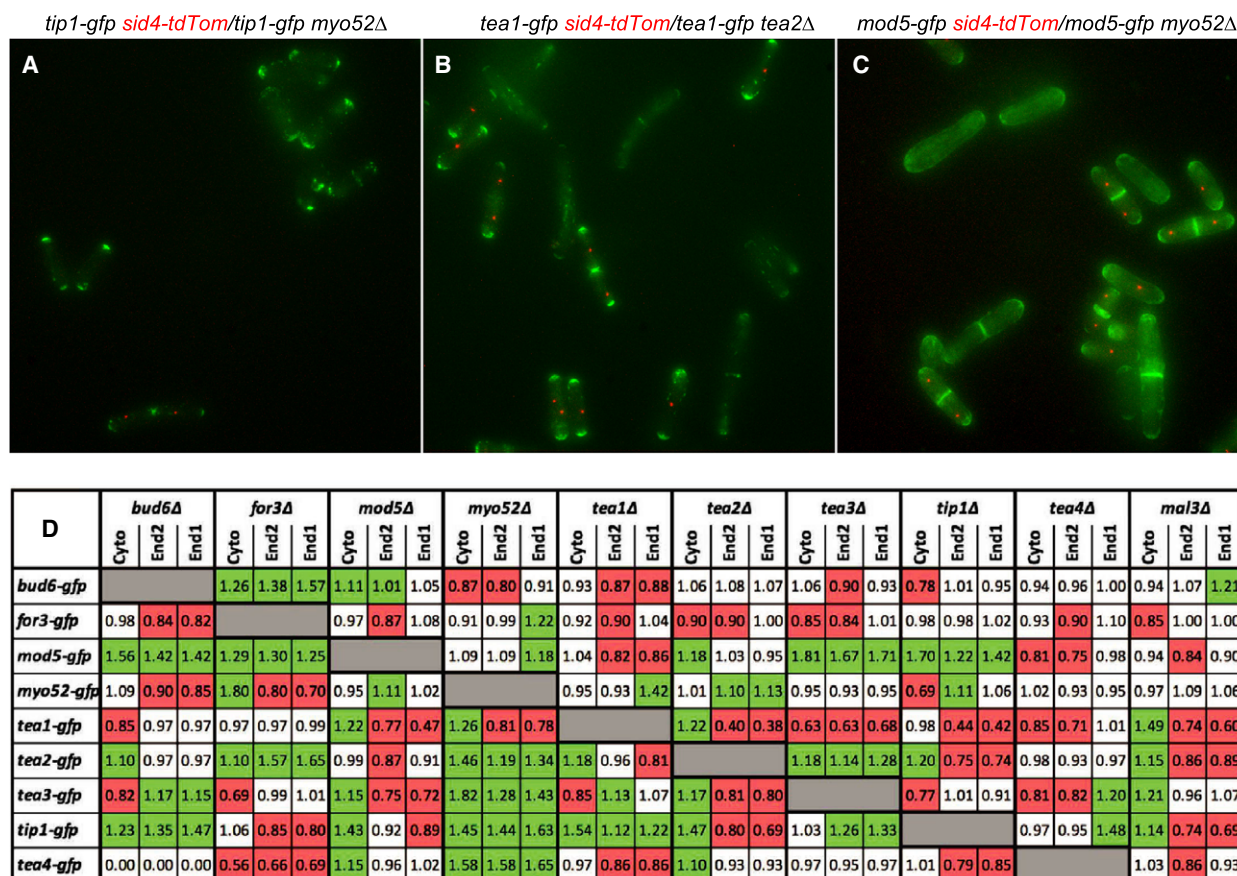 tip1-gfp sid4-tdTom/tip1-gfp myo52Δ tea1-gfp sid4-tdTom/tea1-gfp tea2Δ mod5-gfp sid4-tdTom/mod5-gfp myo52Δ
A B C
D bud6Δ for3Δ mod5Δ myo52Δ tea1Δ tea2Δ tea3Δ tip1Δ tea4Δ mal3Δ
Cyto End2 End1 Cyto End2 End1 Cyto End2 End1 Cyto End2 End1 Cyto End2 End1 Cyto End2 End1 Cyto End2 End1 Cyto End2 End1 Cyto End2 End1 Cyto End2 End1
bud6-gfp 1.26 1.38 1.57 1.11 1.01 1.05 0.87 0.80 0.91 0.93 0.87 0.88 1.06 1.08 1.07 1.06 0.90 0.93 0.78 1.01 0.95 0.94 0.96 1.00 0.94 1.07 1.21
for3-gfp 0.98 0.84 0.82 0.97 0.87 1.08 0.91 0.99 1.22 0.92 0.90 1.04 0.90 0.90 1.00 0.85 0.84 1.01 0.98 0.98 1.02 0.93 0.90 1.10 0.85 1.00 1.00
mod5-gfp 1.56 1.42 1.42 1.29 1.30 1.25 1.09 1.09 1.18 1.04 0.82 0.86 1.18 1.03 0.95 1.81 1.67 1.71 1.70 1.22 1.42 0.81 0.75 0.98 0.94 0.84 0.90
myo52-gfp 1.09 0.90 0.85 1.80 0.80 0.70 0.95 1.11 1.02 0.95 0.93 1.42 1.01 1.10 1.13 0.95 0.93 0.95 0.69 1.11 1.06 1.02 0.93 0.95 0.97 1.09 1.06
tea1-gfp 0.85 0.97 0.97 0.97 0.97 0.99 1.22 0.77 0.47 1.26 0.81 0.78 1.22 0.40 0.38 0.63 0.63 0.68 0.98 0.44 0.42 0.85 0.71 1.01 1.49 0.74 0.60
tea2-gfp 1.10 0.97 0.97 1.10 1.57 1.65 0.99 0.87 0.91 1.46 1.19 1.34 1.18 0.96 0.81 1.18 1.14 1.28 1.20 0.75 0.74 0.98 0.93 0.97 1.15 0.86 0.89
tea3-gfp 0.82 1.17 1.15 0.69 0.99 1.01 1.15 0.75 0.72 1.82 1.28 1.43 0.85 1.13 1.07 1.17 0.81 0.80 0.77 1.01 0.91 0.81 0.82 1.20 1.21 0.96 1.07
tip1-gfp 1.23 1.35 1.47 1.06 0.85 0.80 1.43 0.92 0.89 1.45 1.44 1.63 1.54 1.12 1.22 1.47 0.80 0.69 1.03 1.26 1.33 0.97 0.95 1.48 1.14 0.74 0.69
tea4-gfp 0.00 0.00 0.00 0.56 0.66 0.69 1.15 0.96 1.02 1.58 1.58 1.65 0.97 0.86 0.86 1.10 0.93 0.93 0.97 0.95 0.97 1.01 0.79 0.85 1.03 0.86 0.93